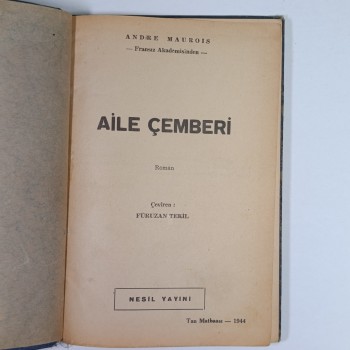 ANDRE MAUROIS
— Fransız Akademisinden —
AİLE ÇEMBERİ
Roman
Çeviren :
FÜRUZAN TEKİL
NESİL YAYINI
Tan Matbaası — 1944